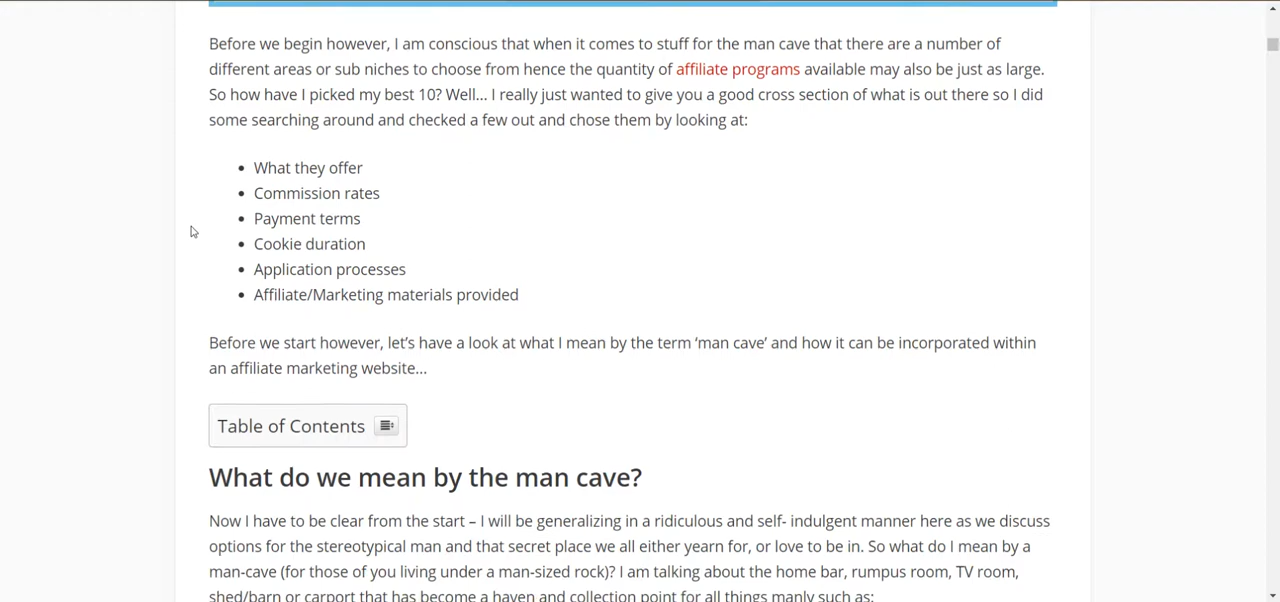 Before we begin however, I am conscious that when it comes to stuff for the man cave that there are a number of
different areas or sub niches to choose from hence the quantity of affiliate programs available may also be just as large.
So how have I picked my best 10? Well... I really just wanted to give you a good cross section of what is out there so I did
some searching around and checked a few out and chose them by looking at:
• What they offer
• Commission rates
• Payment terms
• Cookie duration
• Application processes
• Affiliate/Marketing materials provided
Before we start however, let's have a look at what I mean by the term ‘man cave’ and how it can be incorporated within
an affiliate marketing website...
Table of Contents
What do we mean by the man cave?
Now I have to be clear from the start – I will be generalizing in a ridiculous and self- indulgent manner here as we discuss
options for the stereotypical man and that secret place we all either yearn for, or love to be in. So what do I mean by a
man-cave (for those of you living under a man-sized rock)? I am talking about the home bar, rumpus room, TV room,
shed/barn or carport that has become a haven and collection point for all things manly such as: